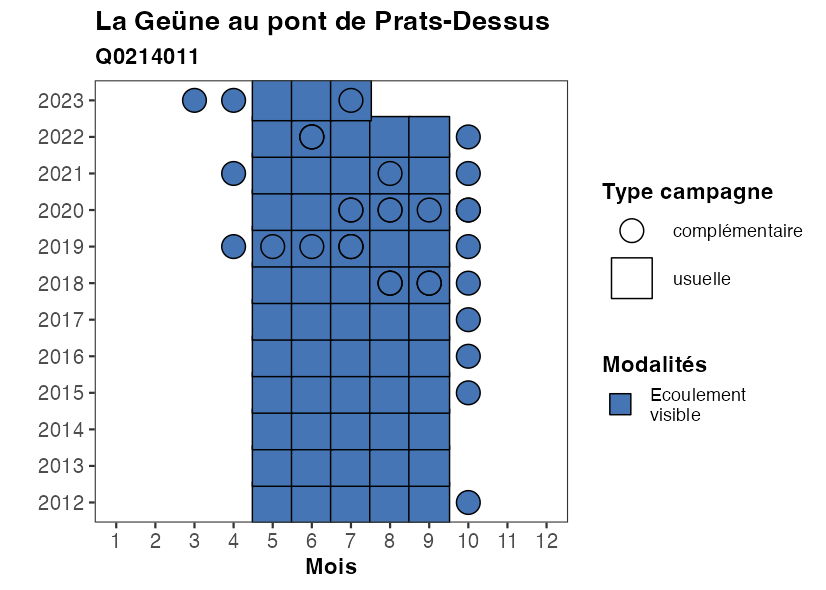 La Geüne au pont de Prats-Dessus
Q0214011
2023
2022
2021
2020
2019
2018
2017
2016
2015
2014
2013
2012
1 2 3 4 5 6 7 8 9 10 11 12
Mois
Type campagne
complémentaire
usuelle
Modalités
Ecoulement
visible